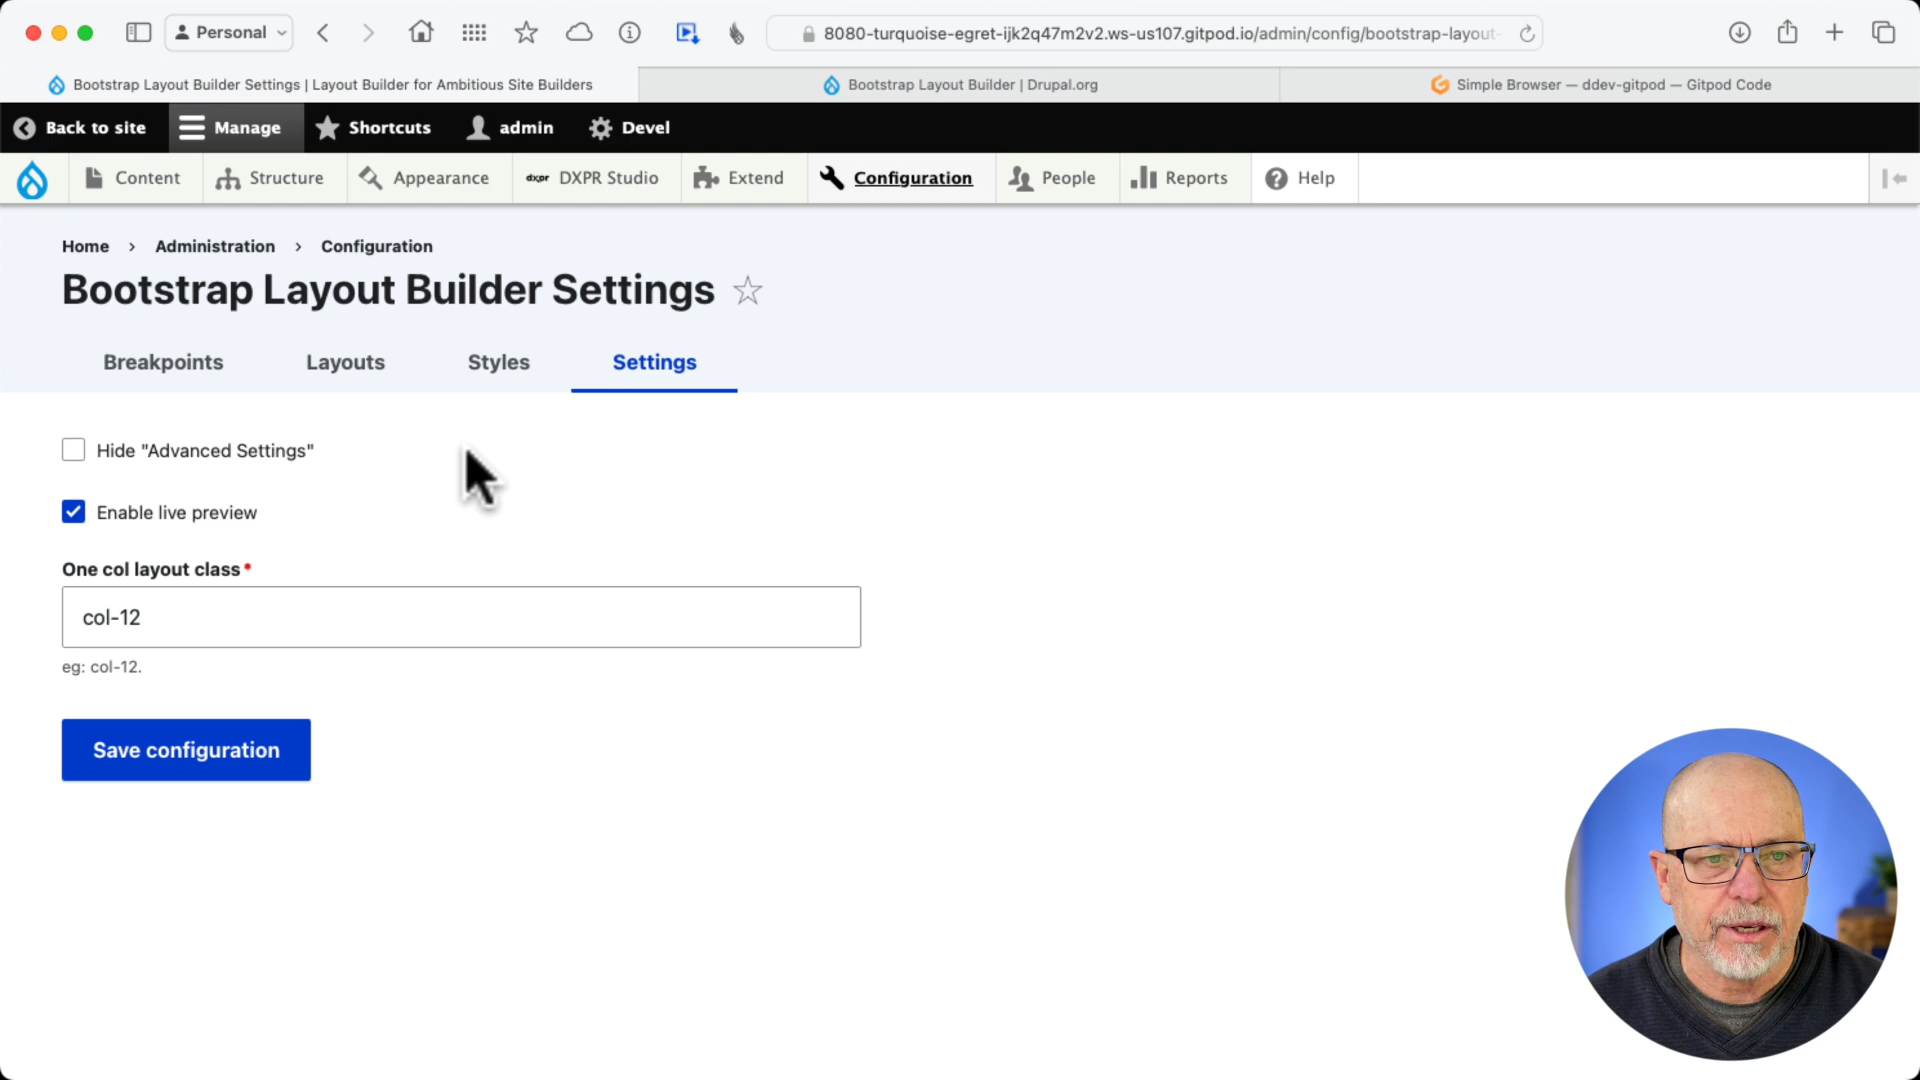 Personal
8080-turquoise-egret-ijk2q47m2v2.ws-us107.gitpod.io/admin/config/bootstrap-layout-
Bootstrap Layout Builder Settings | Layout Builder for Ambitious Site Builders
Bootstrap Layout Builder | Drupal.org
Simple Browser — ddev-gitpod — Gitpod Code
Back to site
Manage
Shortcuts
admin
Devel
Content
Structure
Appearance
dxpr DXPR Studio
Extend
Configuration
People
Reports
Help
Home > Administration > Configuration
Bootstrap Layout Builder Settings
Breakpoints
Layouts
Styles
Settings
Hide "Advanced Settings"
Enable live preview
One col layout class*
col-12
eg: col-12.
Save configuration